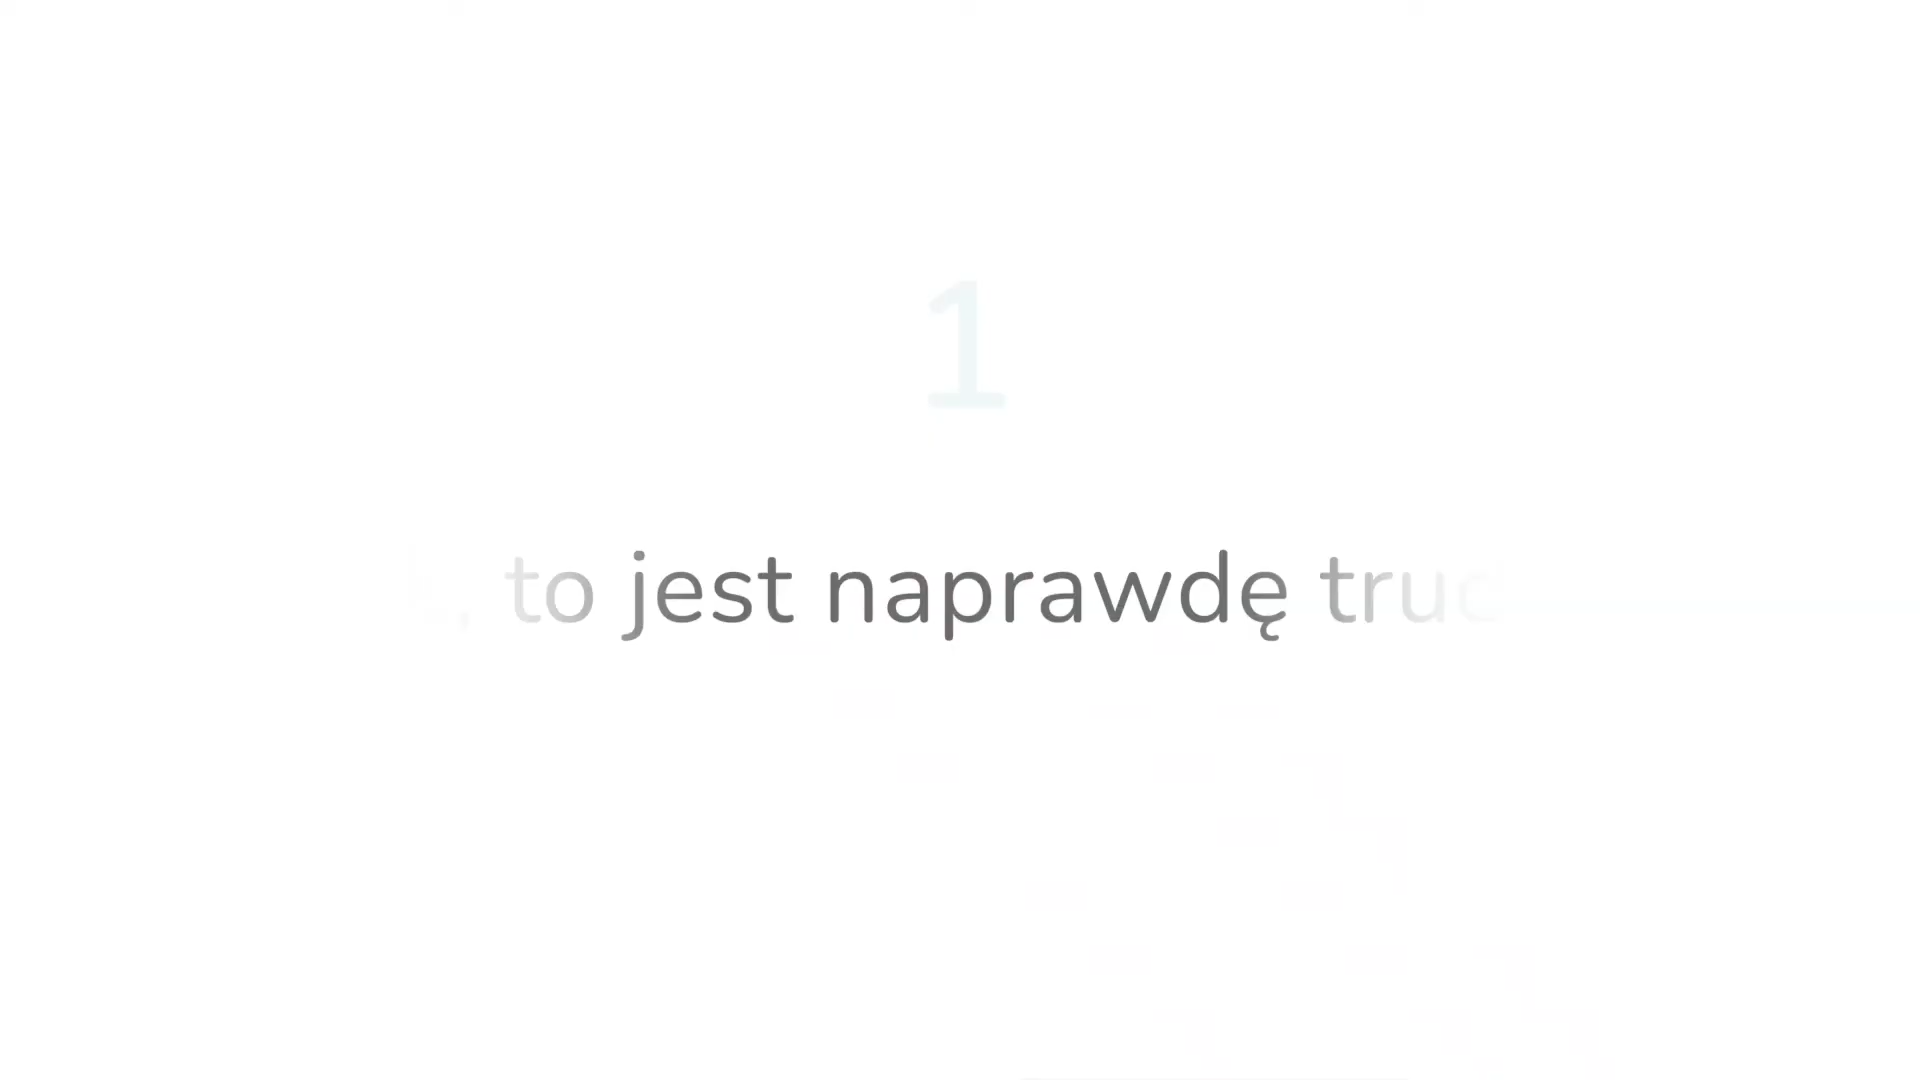 1
, to jest naprawdę